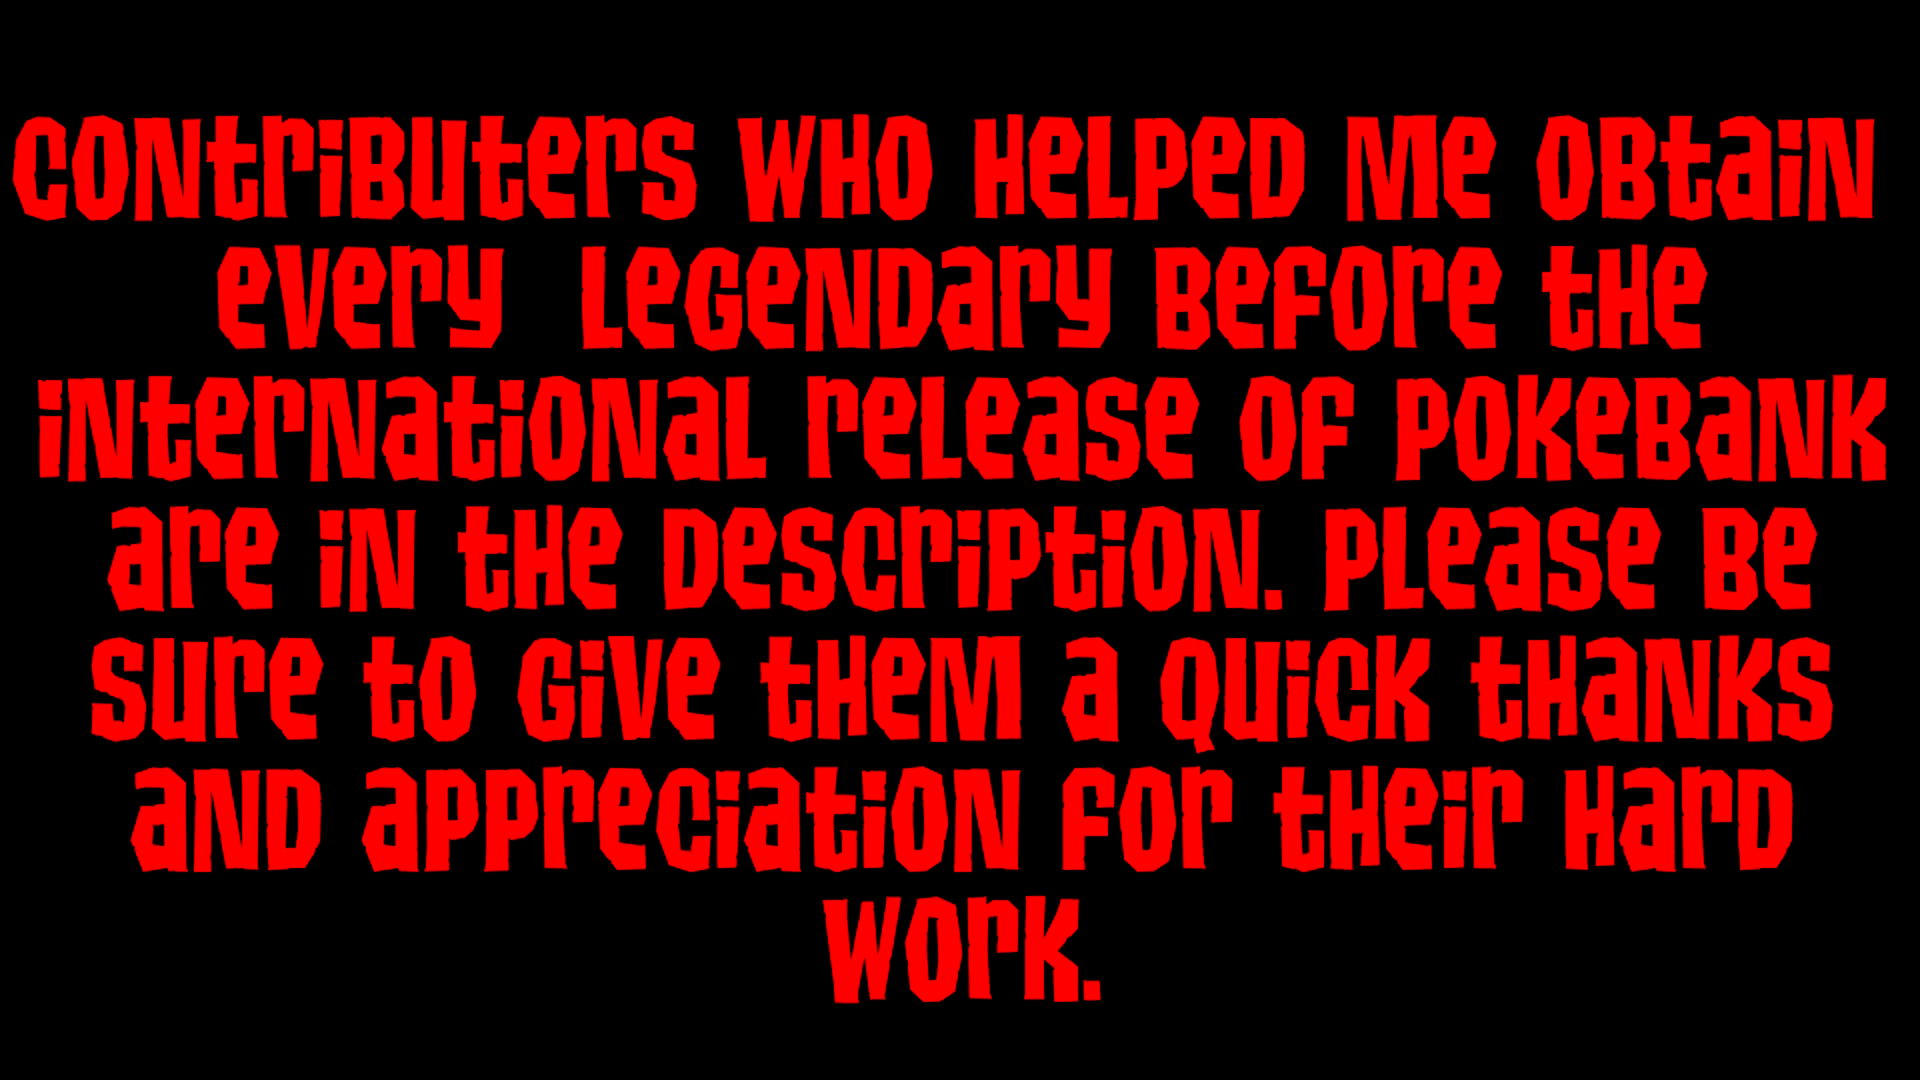 Contributers who helped me obtain
every  legendary before the
international release of Pokebank
are in the description. Please be
sure to give them a quick thanks
and appreciation for their hard
work.